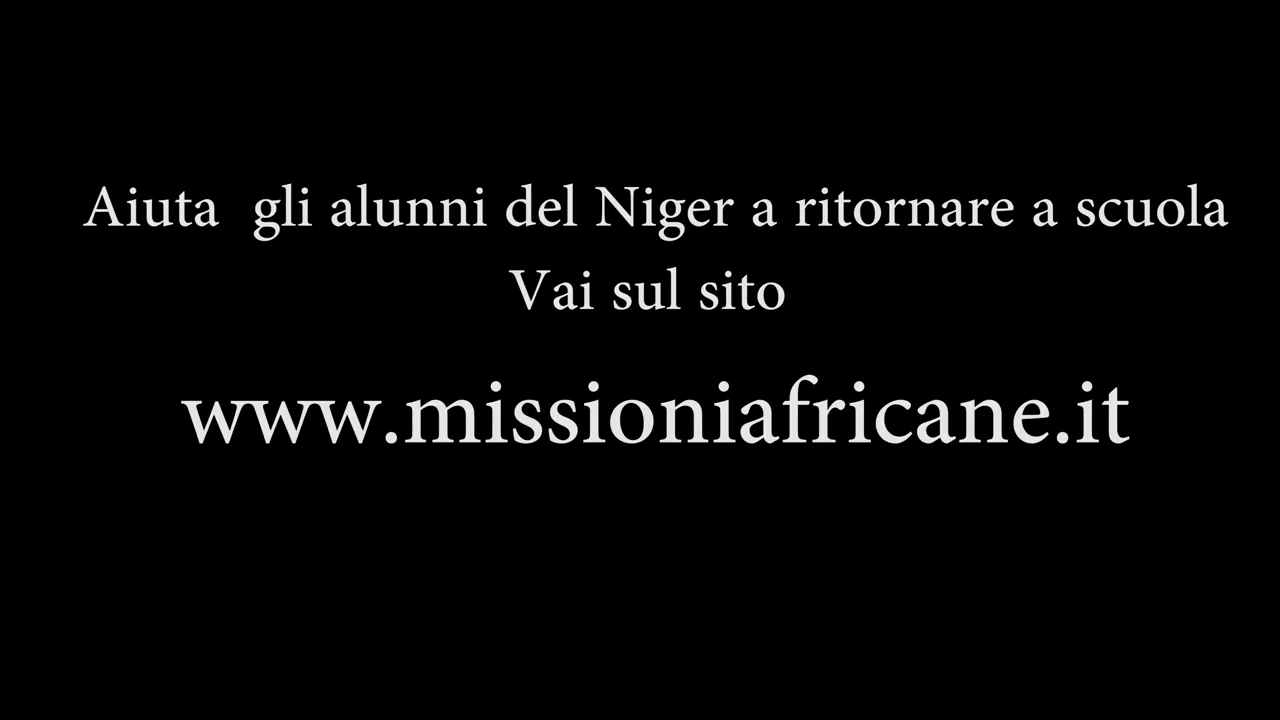 Aiuta  gli alunni del Niger a ritornare a scuola
Vai sul sito
www.missioniafricane.it